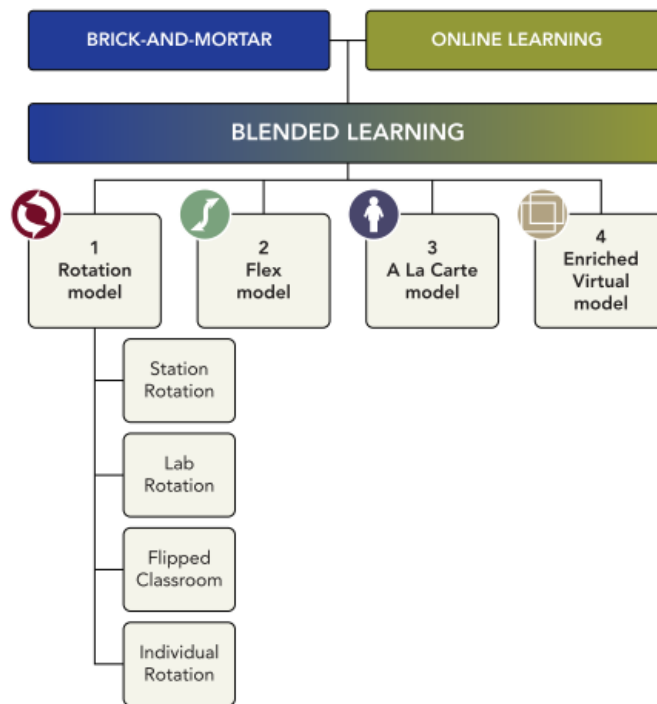 BRICK-AND-MORTAR
ONLINE LEARNING
BLENDED LEARNING
1
Rotation
model
2
Flex
model
3
A La Carte
model
4
Enriched
Virtual
model
Station
Rotation
Lab
Rotation
Flipped
Classroom
Individual
Rotation